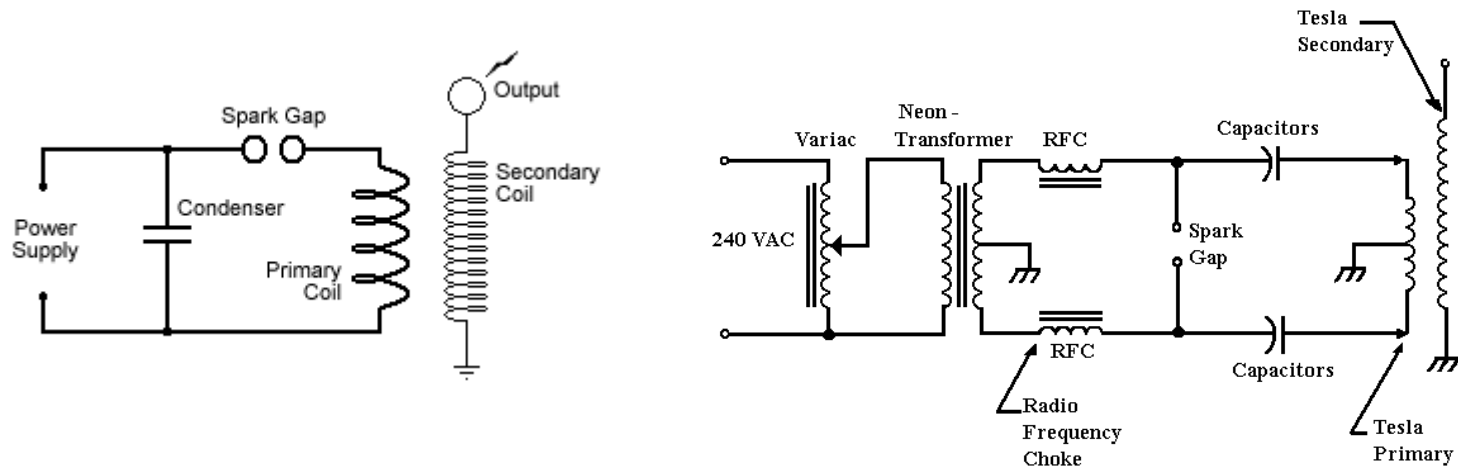 Output
Spark Gap
Secondary
Coil
Condenser
Power
Supply
Primary
Coil
Tesla
Secondary
Neon -
Variac
Transformer
RFC
Capacitors
240 VAC
Spark
Gap
RFC
Capacitors
Radio
Frequency
Choke
Tesla
Primary